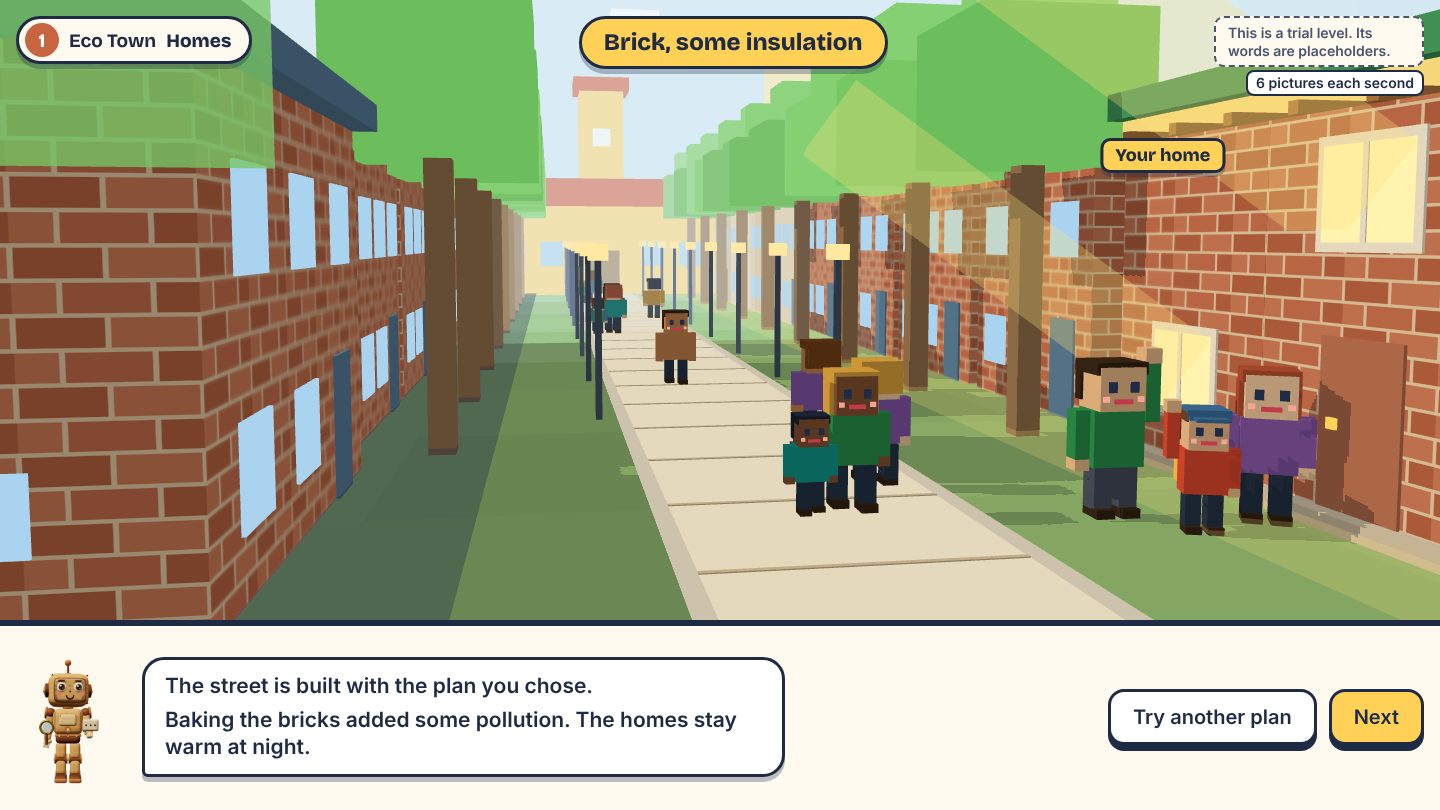 1 Eco Town Homes
Brick, some insulation
This is a trial level. Its
words are placeholders.
6 pictures each second
Your home
The street is built with the plan you chose.
Baking the bricks added some pollution. The homes stay
warm at night.
Try another plan
Next